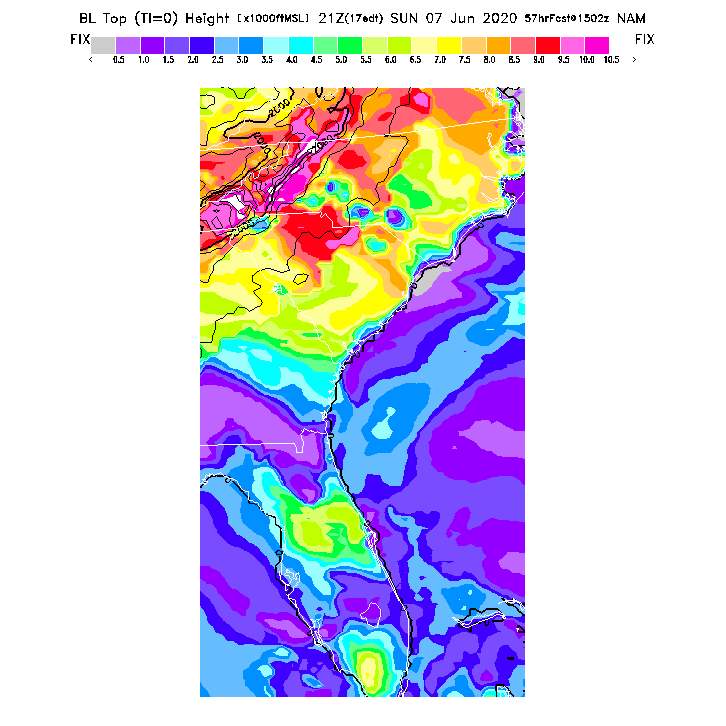 BL Top (TI=0) Height [x1000ftMSL] 21Z(17edt) SUN 07 Jun 2020 57hrFcst@1502z NAM
FIX FIX
< 0.5 1.0 1.5 2.0 2.5 3.0 3.5 4.0 4.5 5.0 5.5 6.0 6.5 7.0 7.5 8.0 8.5 9.0 9.5 10.0 10.5 >
2000